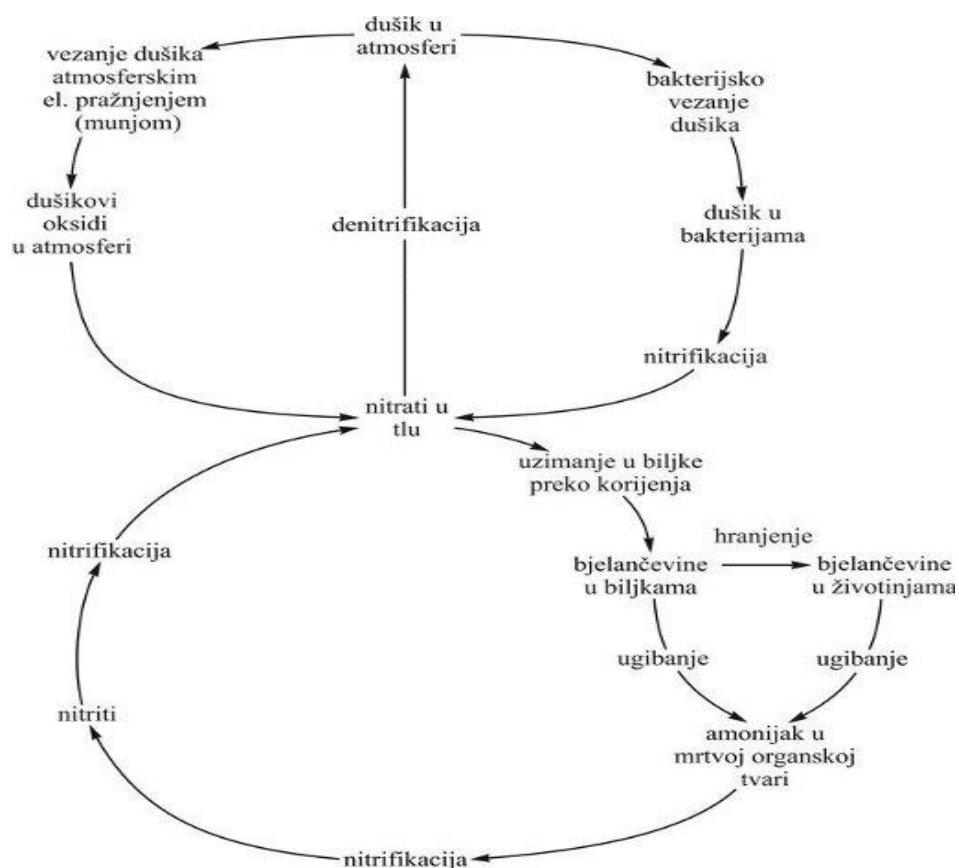 dušik u
atmosferi
vezanje dušika
atmosferskim
el. pražnjenjem
(munjom)
bakterijsko
vezanje
dušika
dušikovi
oksidi
u atmosferi
denitrifikacija
dušik u
bakterijama
nitrifikacija
nitrati u
tlu
uzimanje u biljke
preko korijenja
nitrifikacija
hranjenje
bjelančevine
u biljkama
bjelančevine
u životinjama
ugibanje
ugibanje
nitriti
amonijak u
mrtvoj organskoj
tvari
nitrifikacija